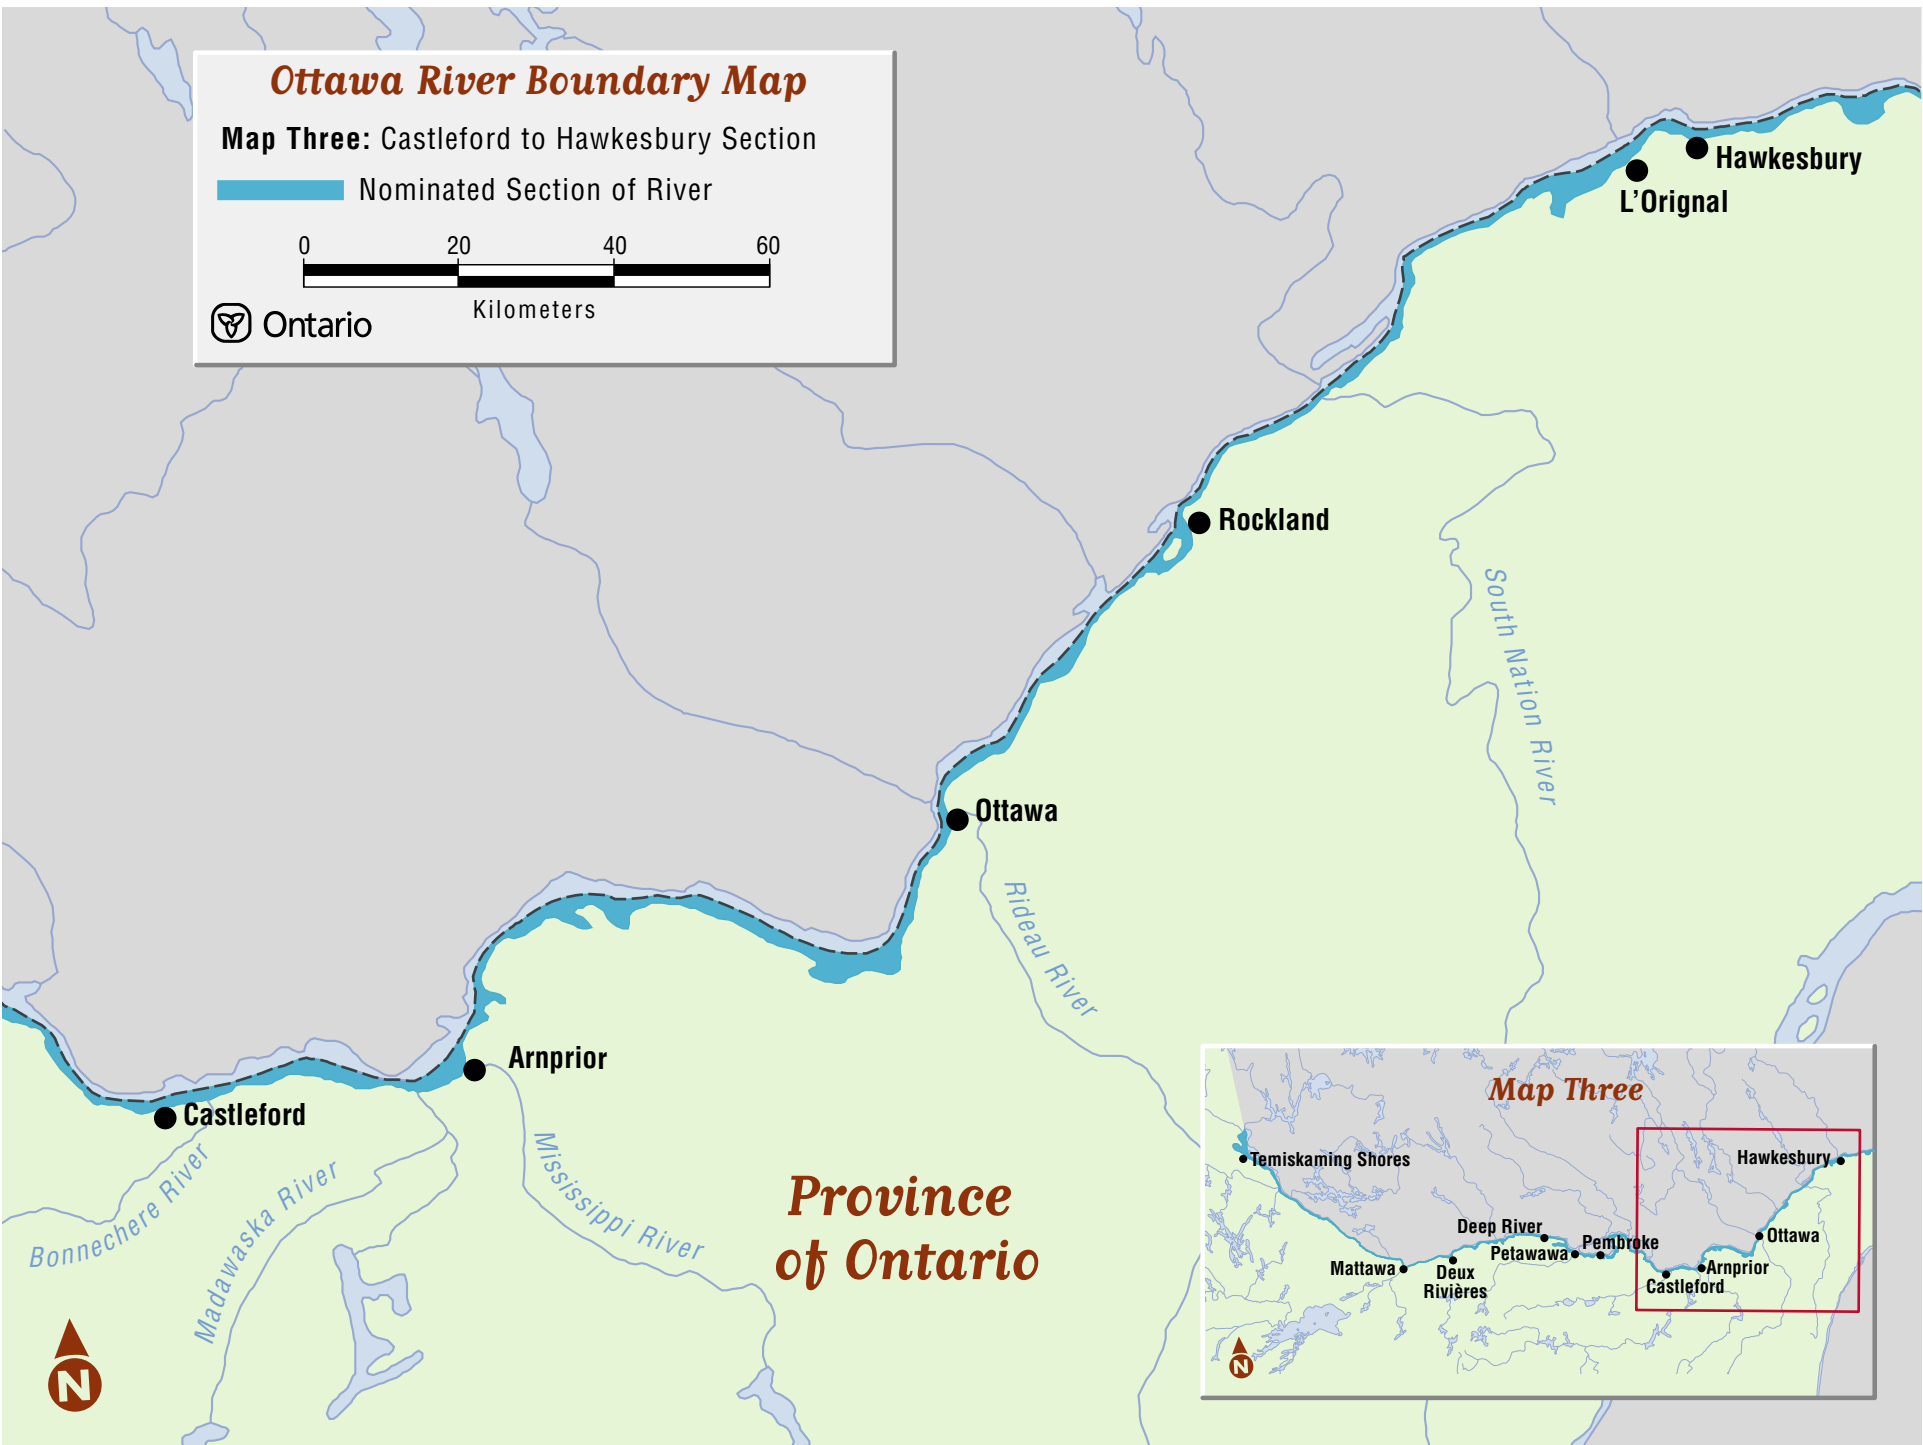 Ottawa River Boundary Map
Map Three: Castleford to Hawkesbury Section
Nominated Section of River
0 20 40 60
Kilometers
Ontario
Hawkesbury
L'Orignal
Rockland
South Nation River
Ottawa
Rideau River
Arnprior
Castleford
Bonnechere River
Madawaska River
Mississippi River
Province
of Ontario
N
Map Three
Temiskaming Shores
Hawkesbury
Deep River
Petawawa
Pembroke
Ottawa
Mattawa
Deux
Rivières
Arnprior
Castleford
N